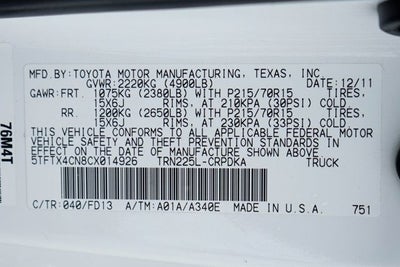 MFD.BY:TOYOTA MOTOR MANUFACTURING, TEXAS, INC.
GVWR:2220KG (4900LB) 12/11
GAWR:FRT. 1075KG (2380LB) WITH P215/70R15 TIRES,
15X6J RIMS, AT 210KPA (30PSI) COLD
RR. 1200KG (2650LB) WITH P215/70R15 TIRES,
15X6J RIMS, AT 230KPA (33PSI) COLD
THIS VEHICLE CONFORMS TO ALL APPLICABLE FEDERAL MOTOR
VEHICLE SAFETY, BUMPER AND THEFT
PREVENTION STANDARDS IN EFFECT ON THE DATE OF MANUFACTURE
SHOWN ABOVE.
5TFTX4CN8CX014926 TRN225L-CRPDKA TRUCK
C/TR:040/FD13 A/TM:A01A/A340E MADE IN U.S.A. 751
76M4T